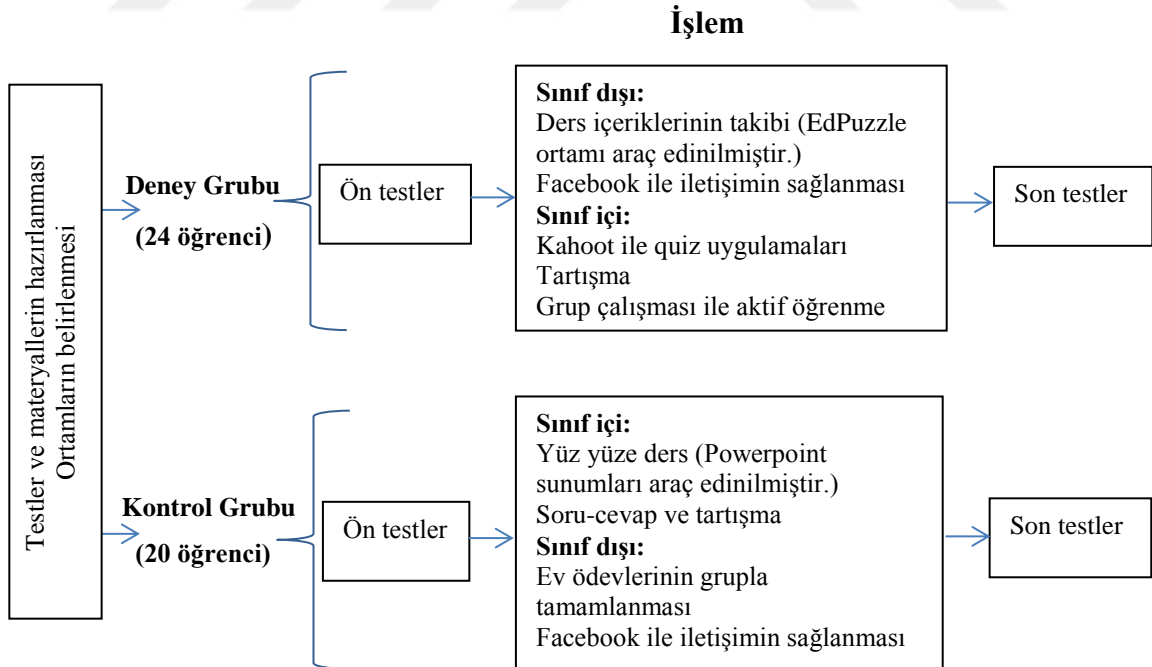 İşlem
Testler ve materyallerin hazırlanması
Ortamların belirlenmesi
Deney Grubu
(24 öğrenci)
Ön testler
Sınıf dışı:
Ders içeriklerinin takibi (EdPuzzle
ortamı araç edinilmiştir.)
Facebook ile iletişimin sağlanması
Sınıf içi:
Kahoot ile quiz uygulamaları
Tartışma
Grup çalışması ile aktif öğrenme
Son testler
Kontrol Grubu
(20 öğrenci)
Ön testler
Sınıf içi:
Yüz yüze ders (Powerpoint
sunumları araç edinilmiştir.)
Soru-cevap ve tartışma
Sınıf dışı:
Ev ödevlerinin grupla
tamamlanması
Facebook ile iletişimin sağlanması
Son testler